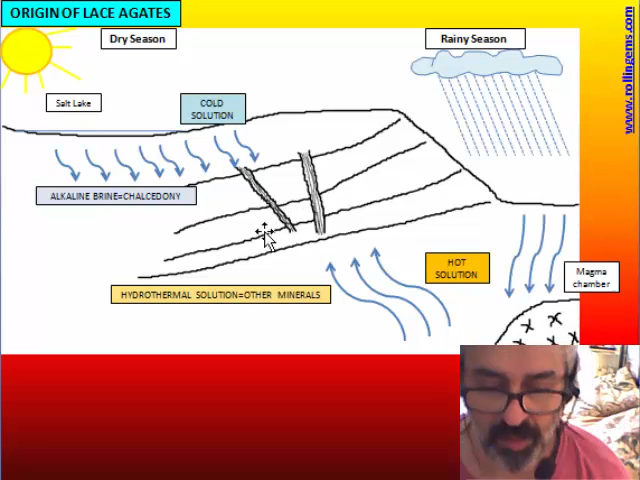 ORIGIN OF LACE AGATES
Dry Season
Rainy Season
www.rollingems.com
Salt Lake
COLD
SOLUTION
ALKALINE BRINE=CHALCEDONY
HOT
SOLUTION
Magma
chamber
HYDROTHERMAL SOLUTION=OTHER MINERALS